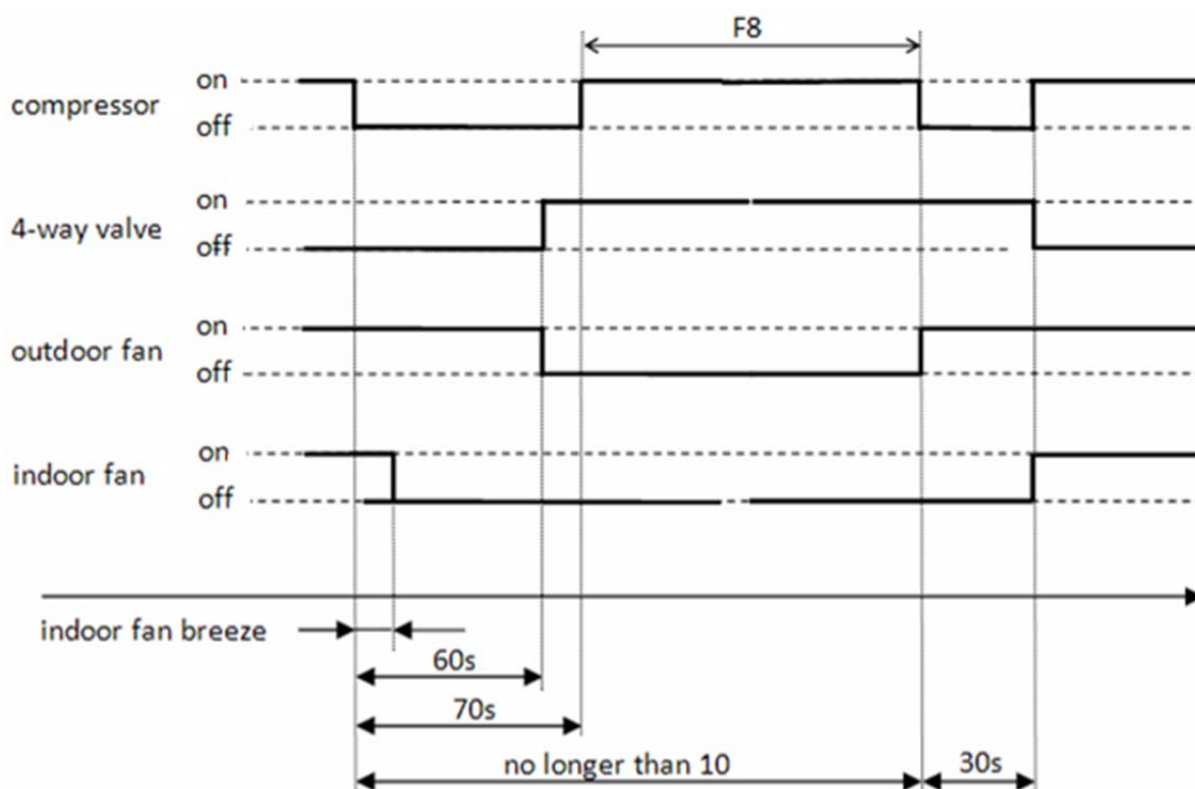 F8
on
compressor
off
on
4-way valve
off
on
outdoor fan
off
on
indoor fan
off
indoor fan breeze
60s
70s
no longer than 10
30s